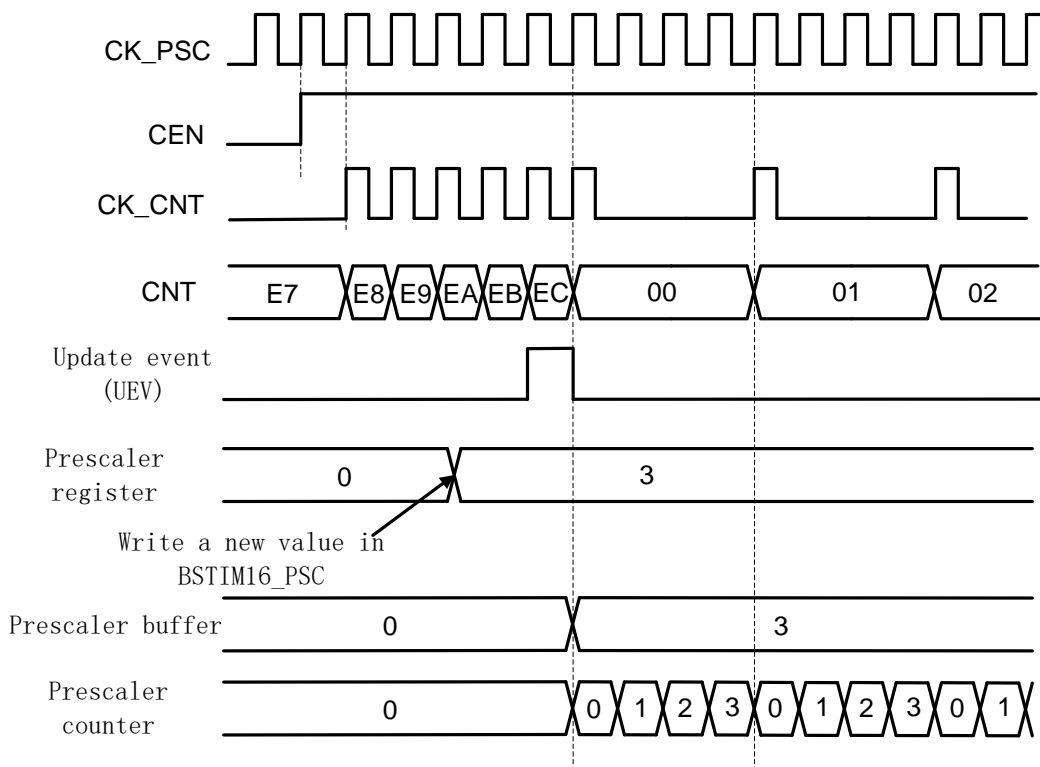 CK_PSC
CEN
CK_CNT
CNT E7 E8 E9 EA EB EC 00 01 02
Update event
(UEV)
Prescaler
register
0 3
Write a new value in
BSTIM16_PSC
Prescaler buffer 0 3
Prescaler
counter
0 0 1 2 3 0 1 2 3 0 1